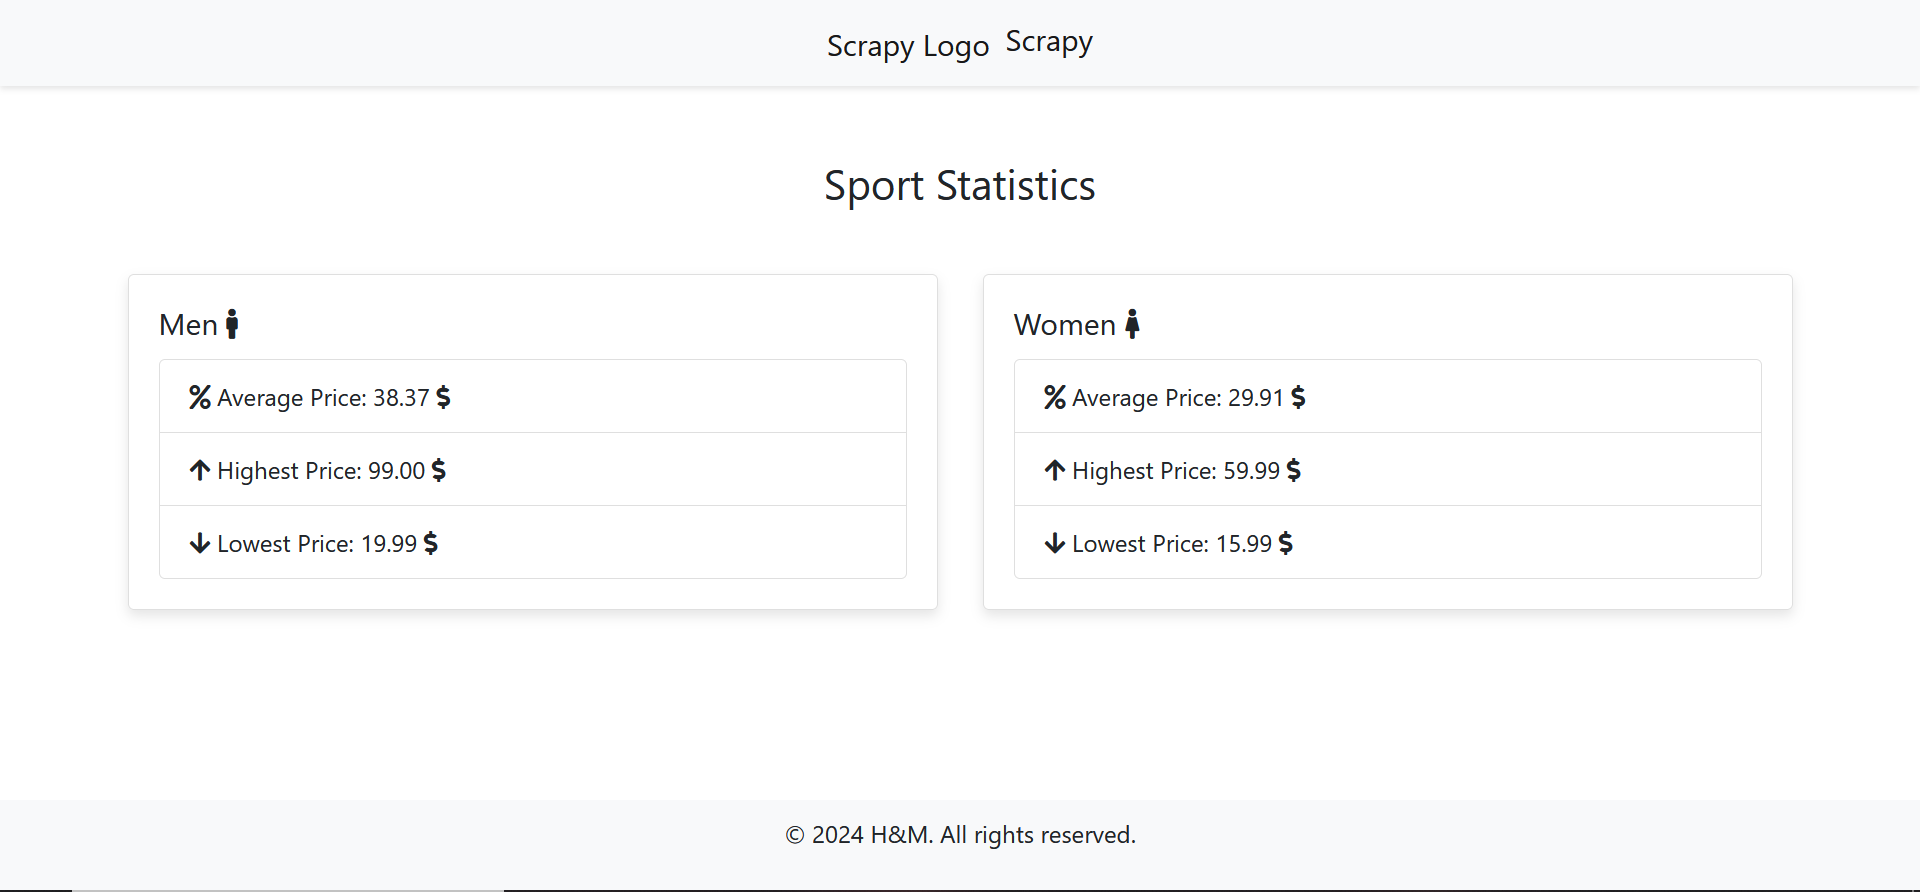 Scrapy Logo Scrapy
Sport Statistics
Men
% Average Price: 38.37 $
Highest Price: 99.00 $
Lowest Price: 19.99 $
Women
% Average Price: 29.91 $
Highest Price: 59.99 $
Lowest Price: 15.99 $
© 2024 H&M. All rights reserved.